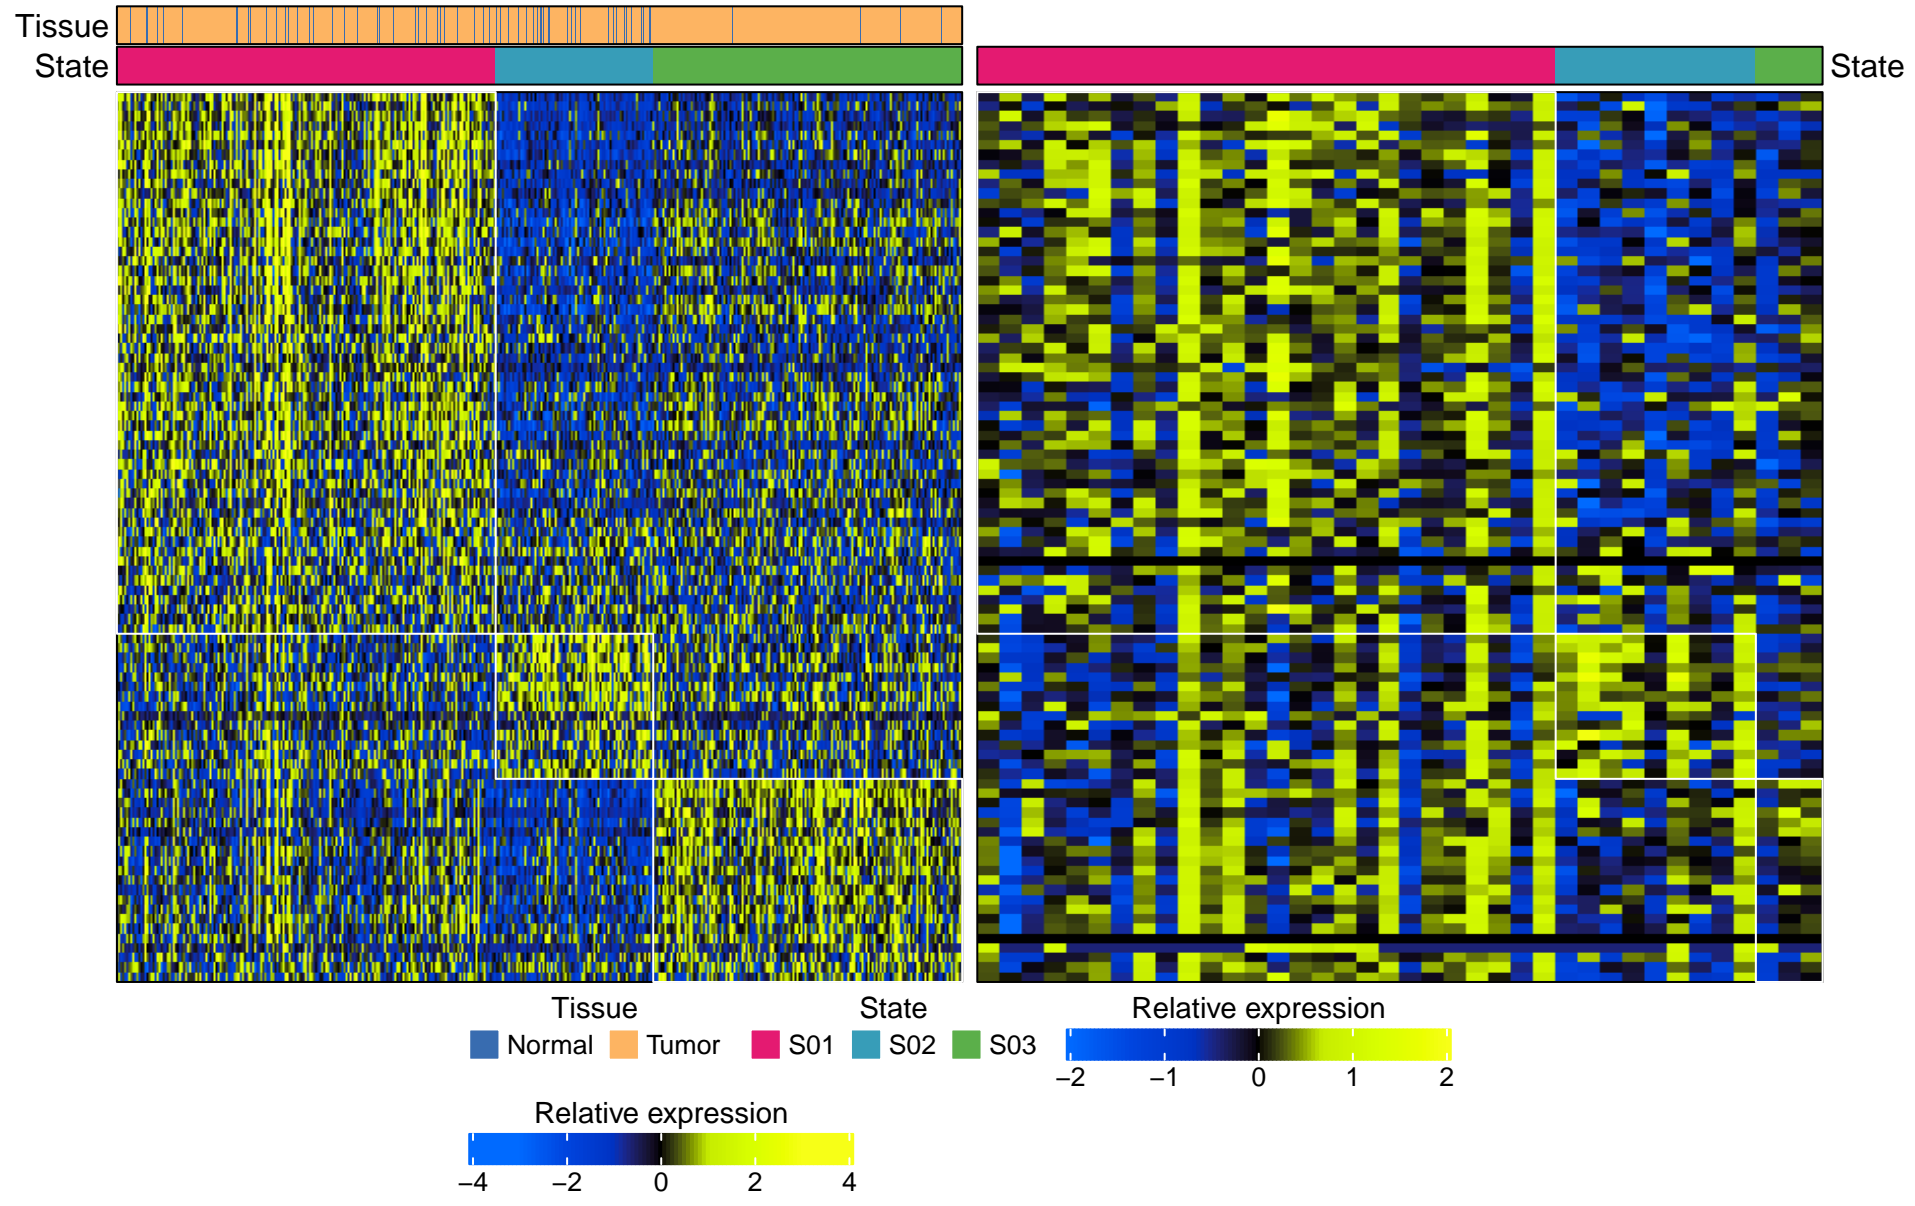 Tissue
State
State
Tissue State Relative expression
Normal Tumor S01 S02 S03
−2 −1 0 1 2
Relative expression
−4 −2 0 2 4